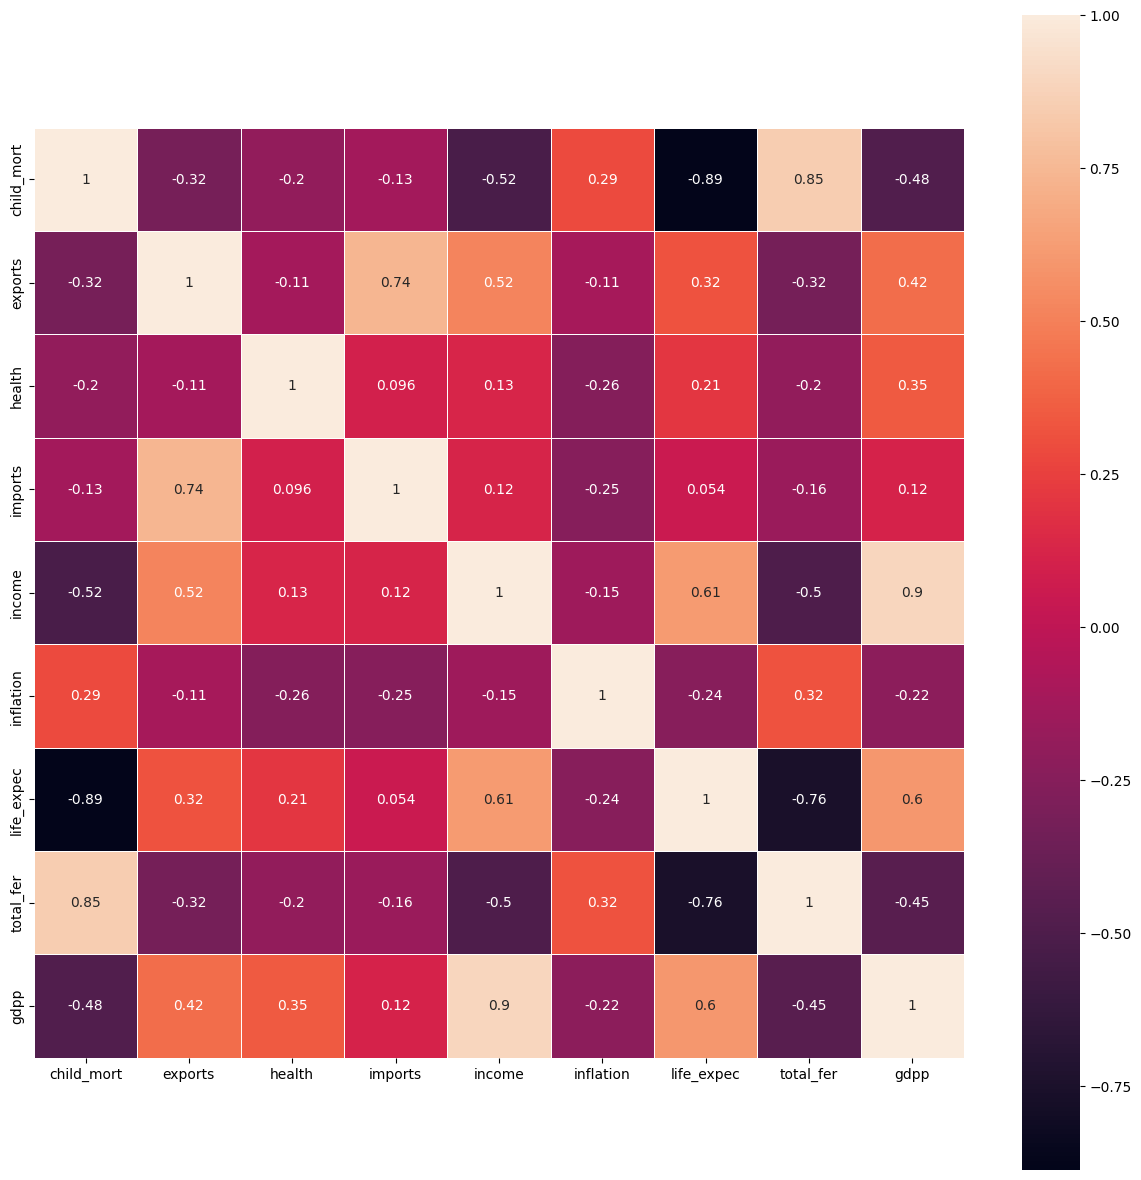 child_mort 1 -0.32 -0.2 -0.13 -0.52 0.29 -0.89 0.85 -0.48
exports -0.32 1 -0.11 0.74 0.52 -0.11 0.32 -0.32 0.42
health -0.2 -0.11 1 0.096 0.13 -0.26 0.21 -0.2 0.35
imports -0.13 0.74 0.096 1 0.12 -0.25 0.054 -0.16 0.12
income -0.52 0.52 0.13 0.12 1 -0.15 0.61 -0.5 0.9
inflation 0.29 -0.11 -0.26 -0.25 -0.15 1 -0.24 0.32 -0.22
life_expec -0.89 0.32 0.21 0.054 0.61 -0.24 1 -0.76 0.6
total_fer 0.85 -0.32 -0.2 -0.16 -0.5 0.32 -0.76 1 -0.45
gdpp -0.48 0.42 0.35 0.12 0.9 -0.22 0.6 -0.45 1
child_mort exports health imports income inflation life_expec total_fer gdpp
1.00
0.75
0.50
0.25
0.00
−0.25
−0.50
−0.75